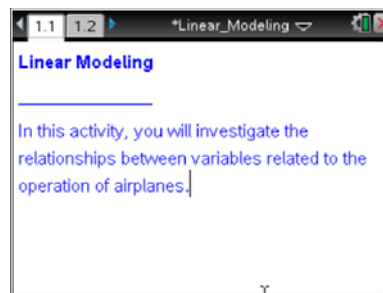 1.1 1.2 *Linear_Modeling
Linear Modeling
In this activity, you will investigate the
relationships between variables related to the
operation of airplanes.